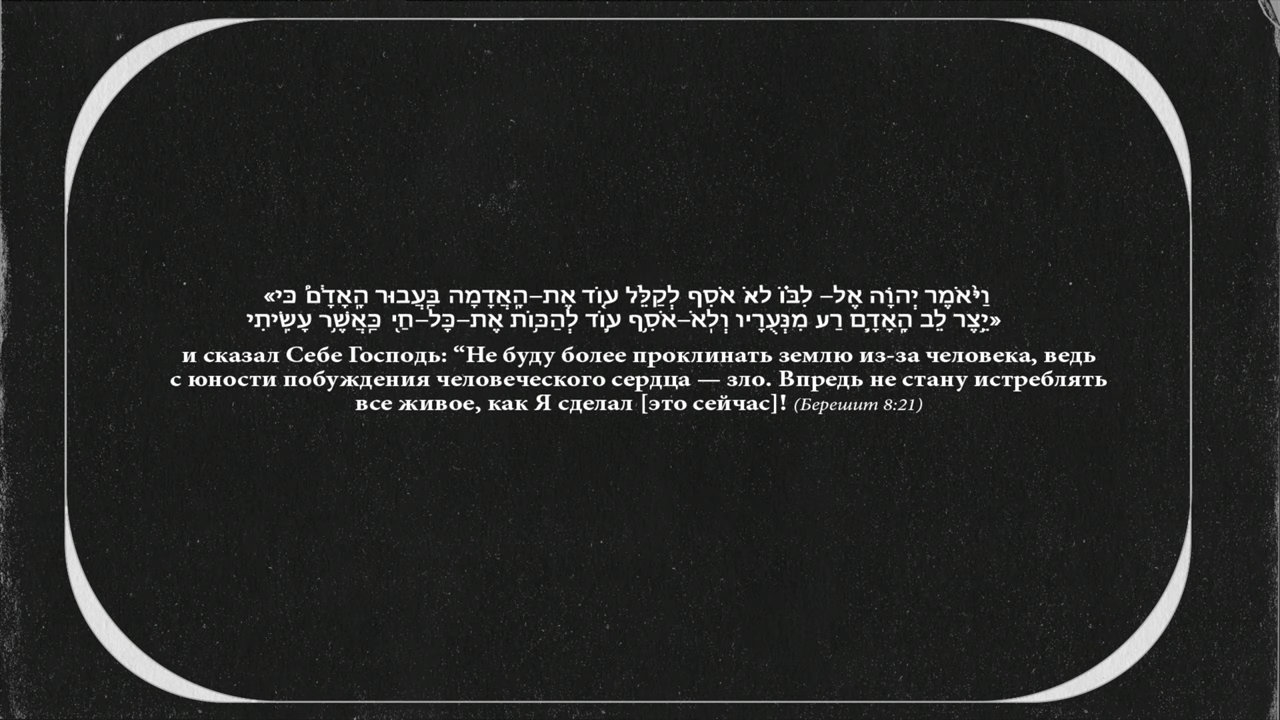 «וַיֹּאמֶר יְהוָה אֶל– לִבּוֹ לֹא אֹסִף לְקַלֵּל עוֹד אֶת–הָאֲדָמָה בַּעֲבוּר הָאָדָם כִּי
יֵצֶר לֵב הָאָדָם רַע מִנְּעֻרָיו וְלֹא–אֹסִף עוֹד לְהַכּוֹת אֶת–כָּל–חַי כַּאֲשֶׁר עָשִׂיתִי»
и сказал Себе Господь: “Не буду более проклинать землю из-за человека, ведь
с юности побуждения человеческого сердца — зло. Впредь не стану истреблять
все живое, как Я сделал [это сейчас]! (Берешит 8:21)